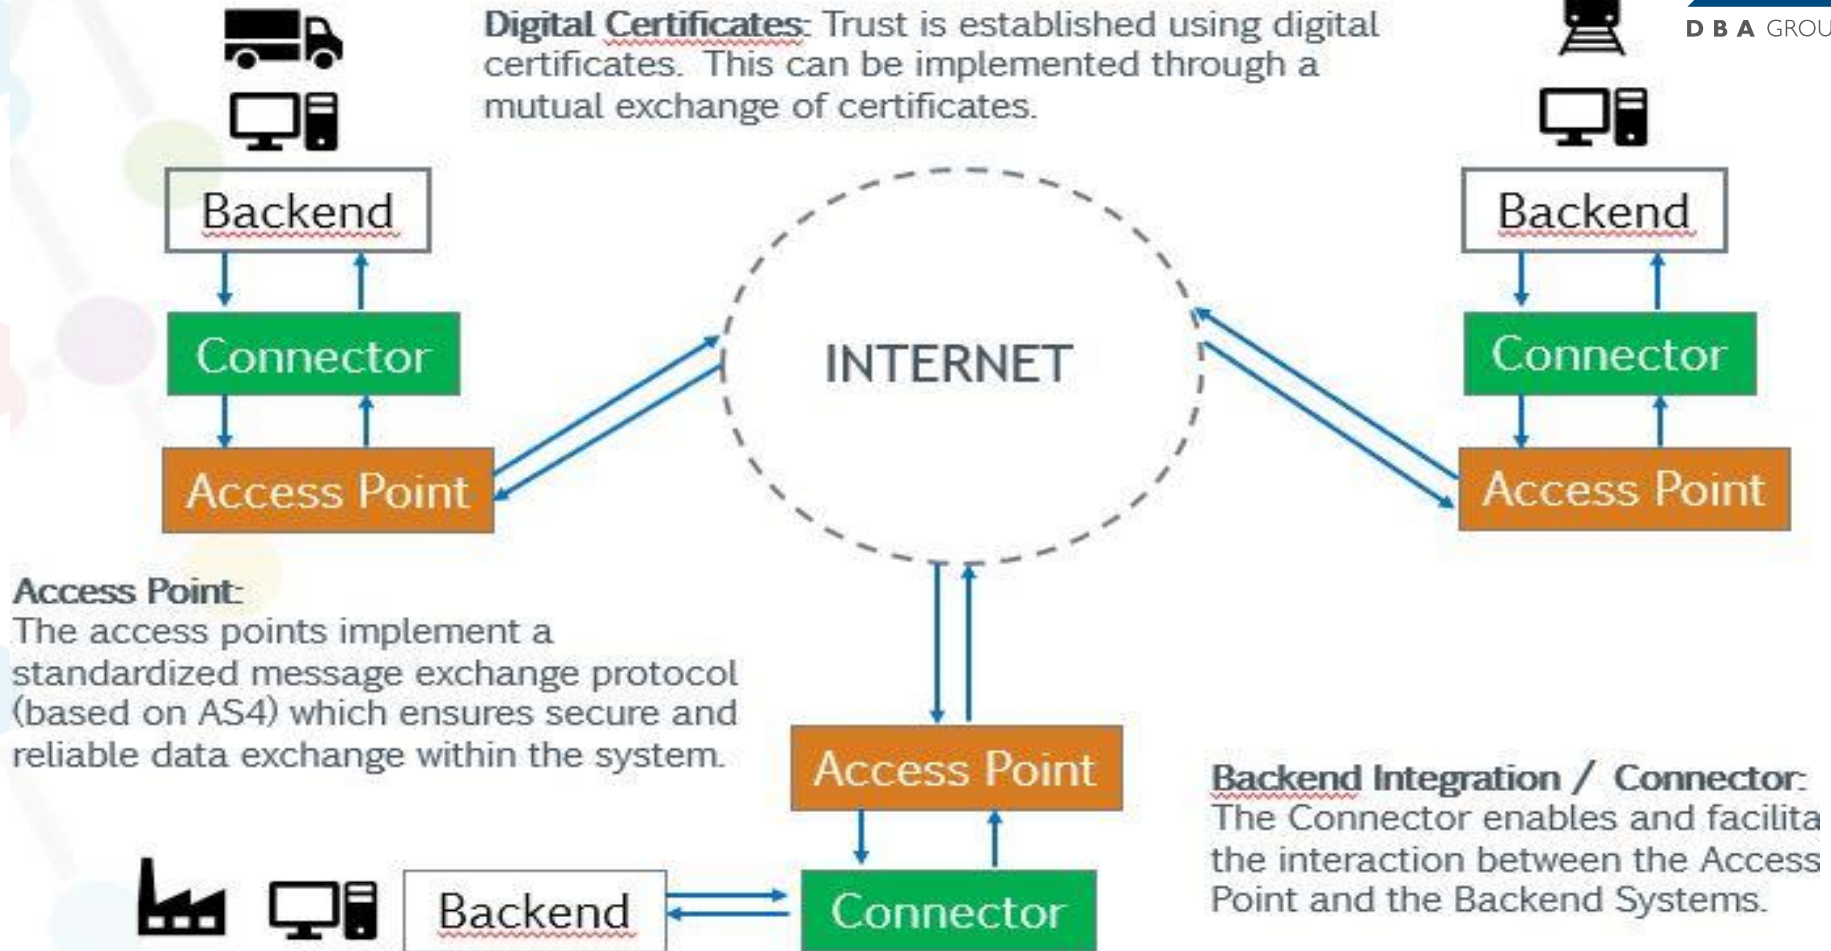 Digital Certificates: Trust is established using digital
certificates. This can be implemented through a
mutual exchange of certificates.
DBA GROU
Backend
Connector
Access Point
INTERNET
Backend
Connector
Access Point
Access Point:
The access points implement a
standardized message exchange protocol
(based on AS4) which ensures secure and
reliable data exchange within the system.
Access Point
Connector
Backend
Backend Integration / Connector:
The Connector enables and facilita
the interaction between the Access
Point and the Backend Systems.